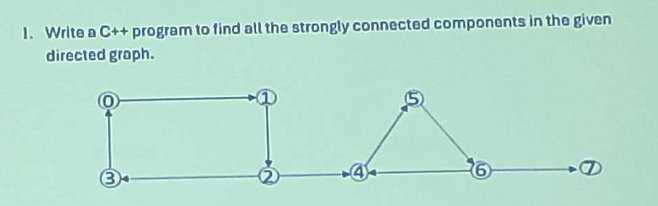 1. Write a C++ program to find all the strongly connected components in the given
directed graph.
0 1 5
3 2 4 6 7